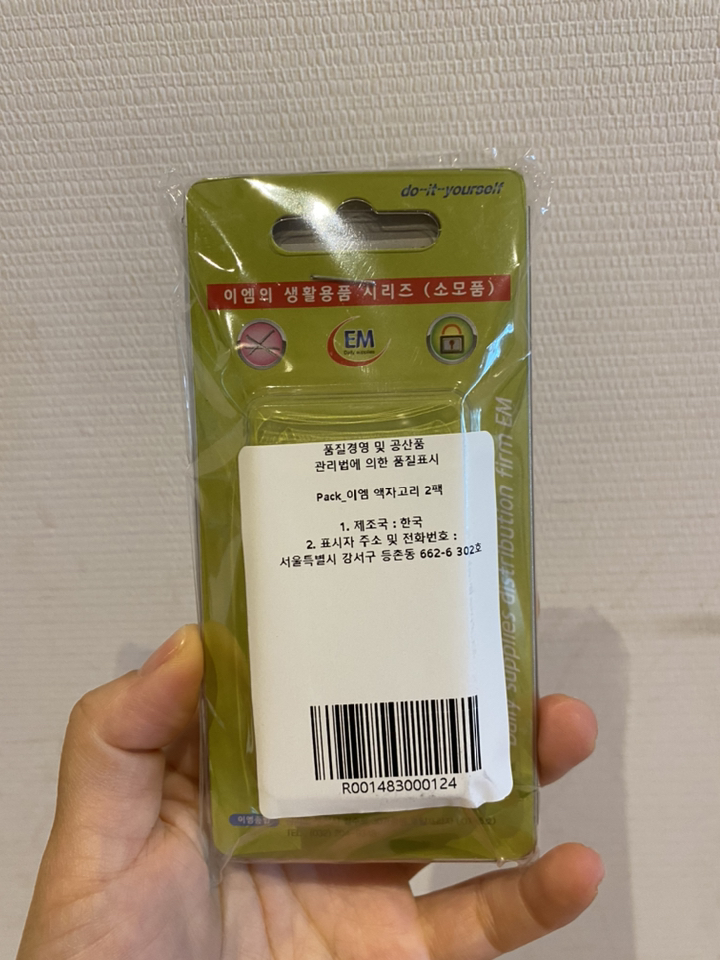 do-it-yourself
이엠의 생활용품 시리즈 (소모품)
EM
품질경영 및 공산품
관리법에 의한 품질표시
Pack_이엠 액자고리 2팩
1. 제조국 : 한국
2. 표시자 주소 및 전화번호 :
서울특별시 강서구 등촌동 662-6 302호
R001483000124
Daily supplies distribution firm EM